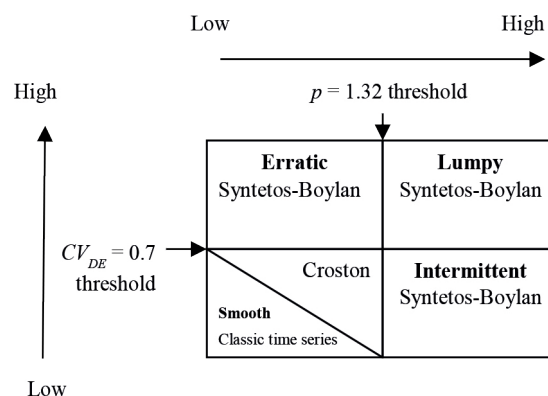 Low High
p = 1.32 threshold
High
Erratic
Syntetos-Boylan
Lumpy
Syntetos-Boylan
CV_DE = 0.7
threshold
Croston
Smooth
Classic time series
Intermittent
Syntetos-Boylan
Low